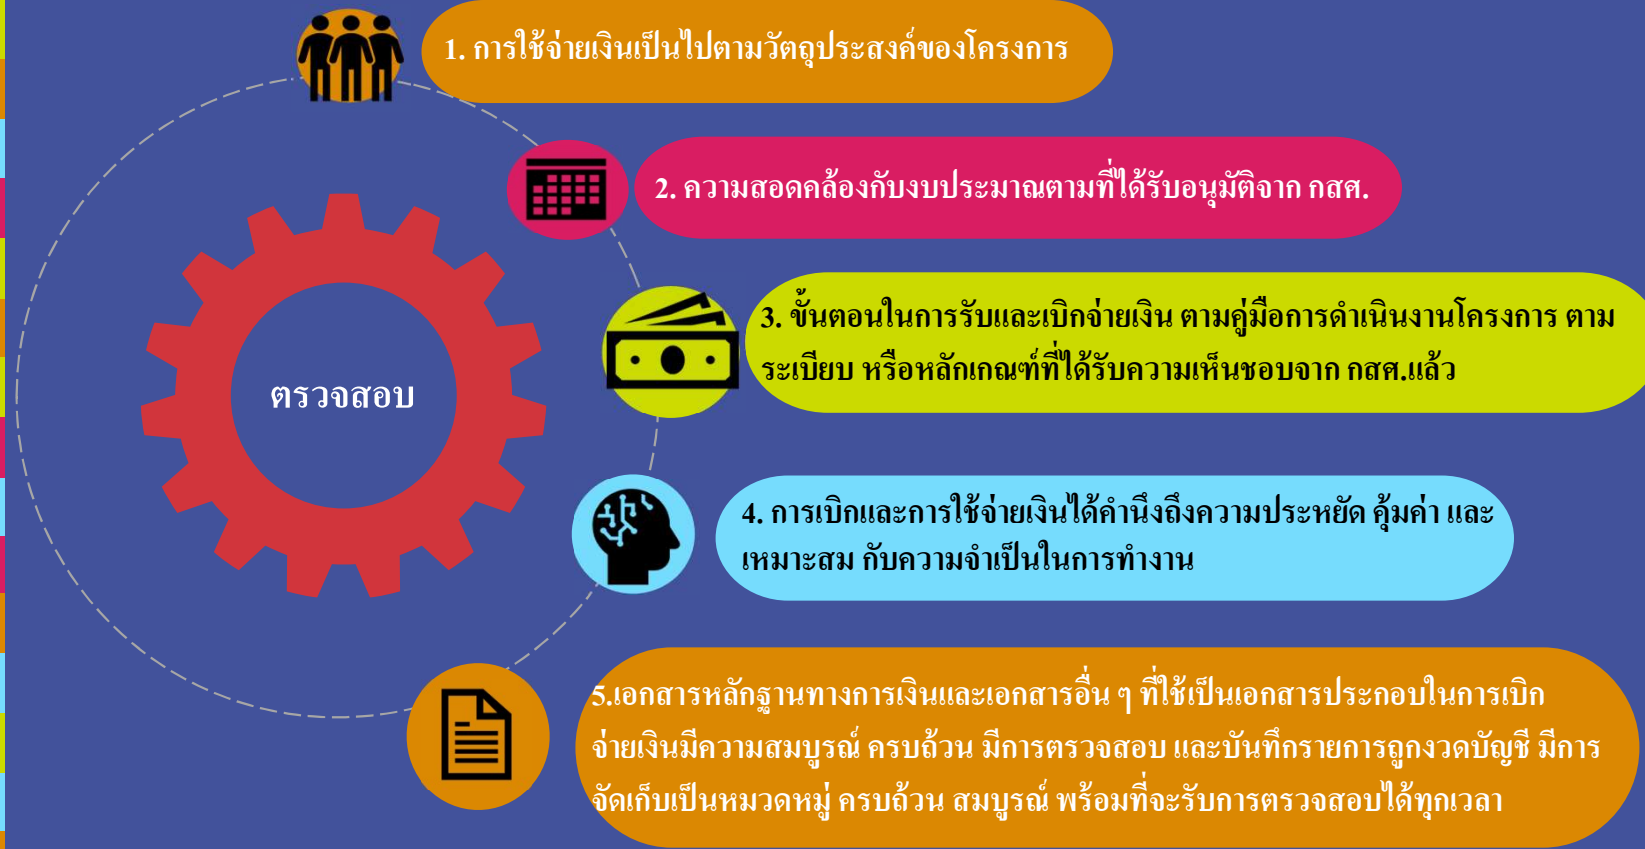 1. การใช้จ่ายเงินเป็นไปตามวัตถุประสงค์ของโครงการ
2. ความสอดคล้องกับงบประมาณตามที่ได้รับอนุมัติจาก กสศ.
3. ขั้นตอนในการรับและเบิกจ่ายเงิน ตามคู่มือการดำเนินงานโครงการ ตาม
ระเบียบ หรือหลักเกณฑ์ที่ได้รับความเห็นชอบจาก กสศ.แล้ว
ตรวจสอบ
4. การเบิกและการใช้จ่ายเงินได้คำนึงถึงความประหยัด คุ้มค่า และ
เหมาะสม กับความจำเป็นในการทำงาน
5.เอกสารหลักฐานทางการเงินและเอกสารอื่น ๆ ที่ใช้เป็นเอกสารประกอบในการเบิก
จ่ายเงินมีความสมบูรณ์ ครบถ้วน มีการตรวจสอบ และบันทึกรายการถูกงวดบัญชี มีการ
จัดเก็บเป็นหมวดหมู่ ครบถ้วน สมบูรณ์ พร้อมที่จะรับการตรวจสอบได้ทุกเวลา